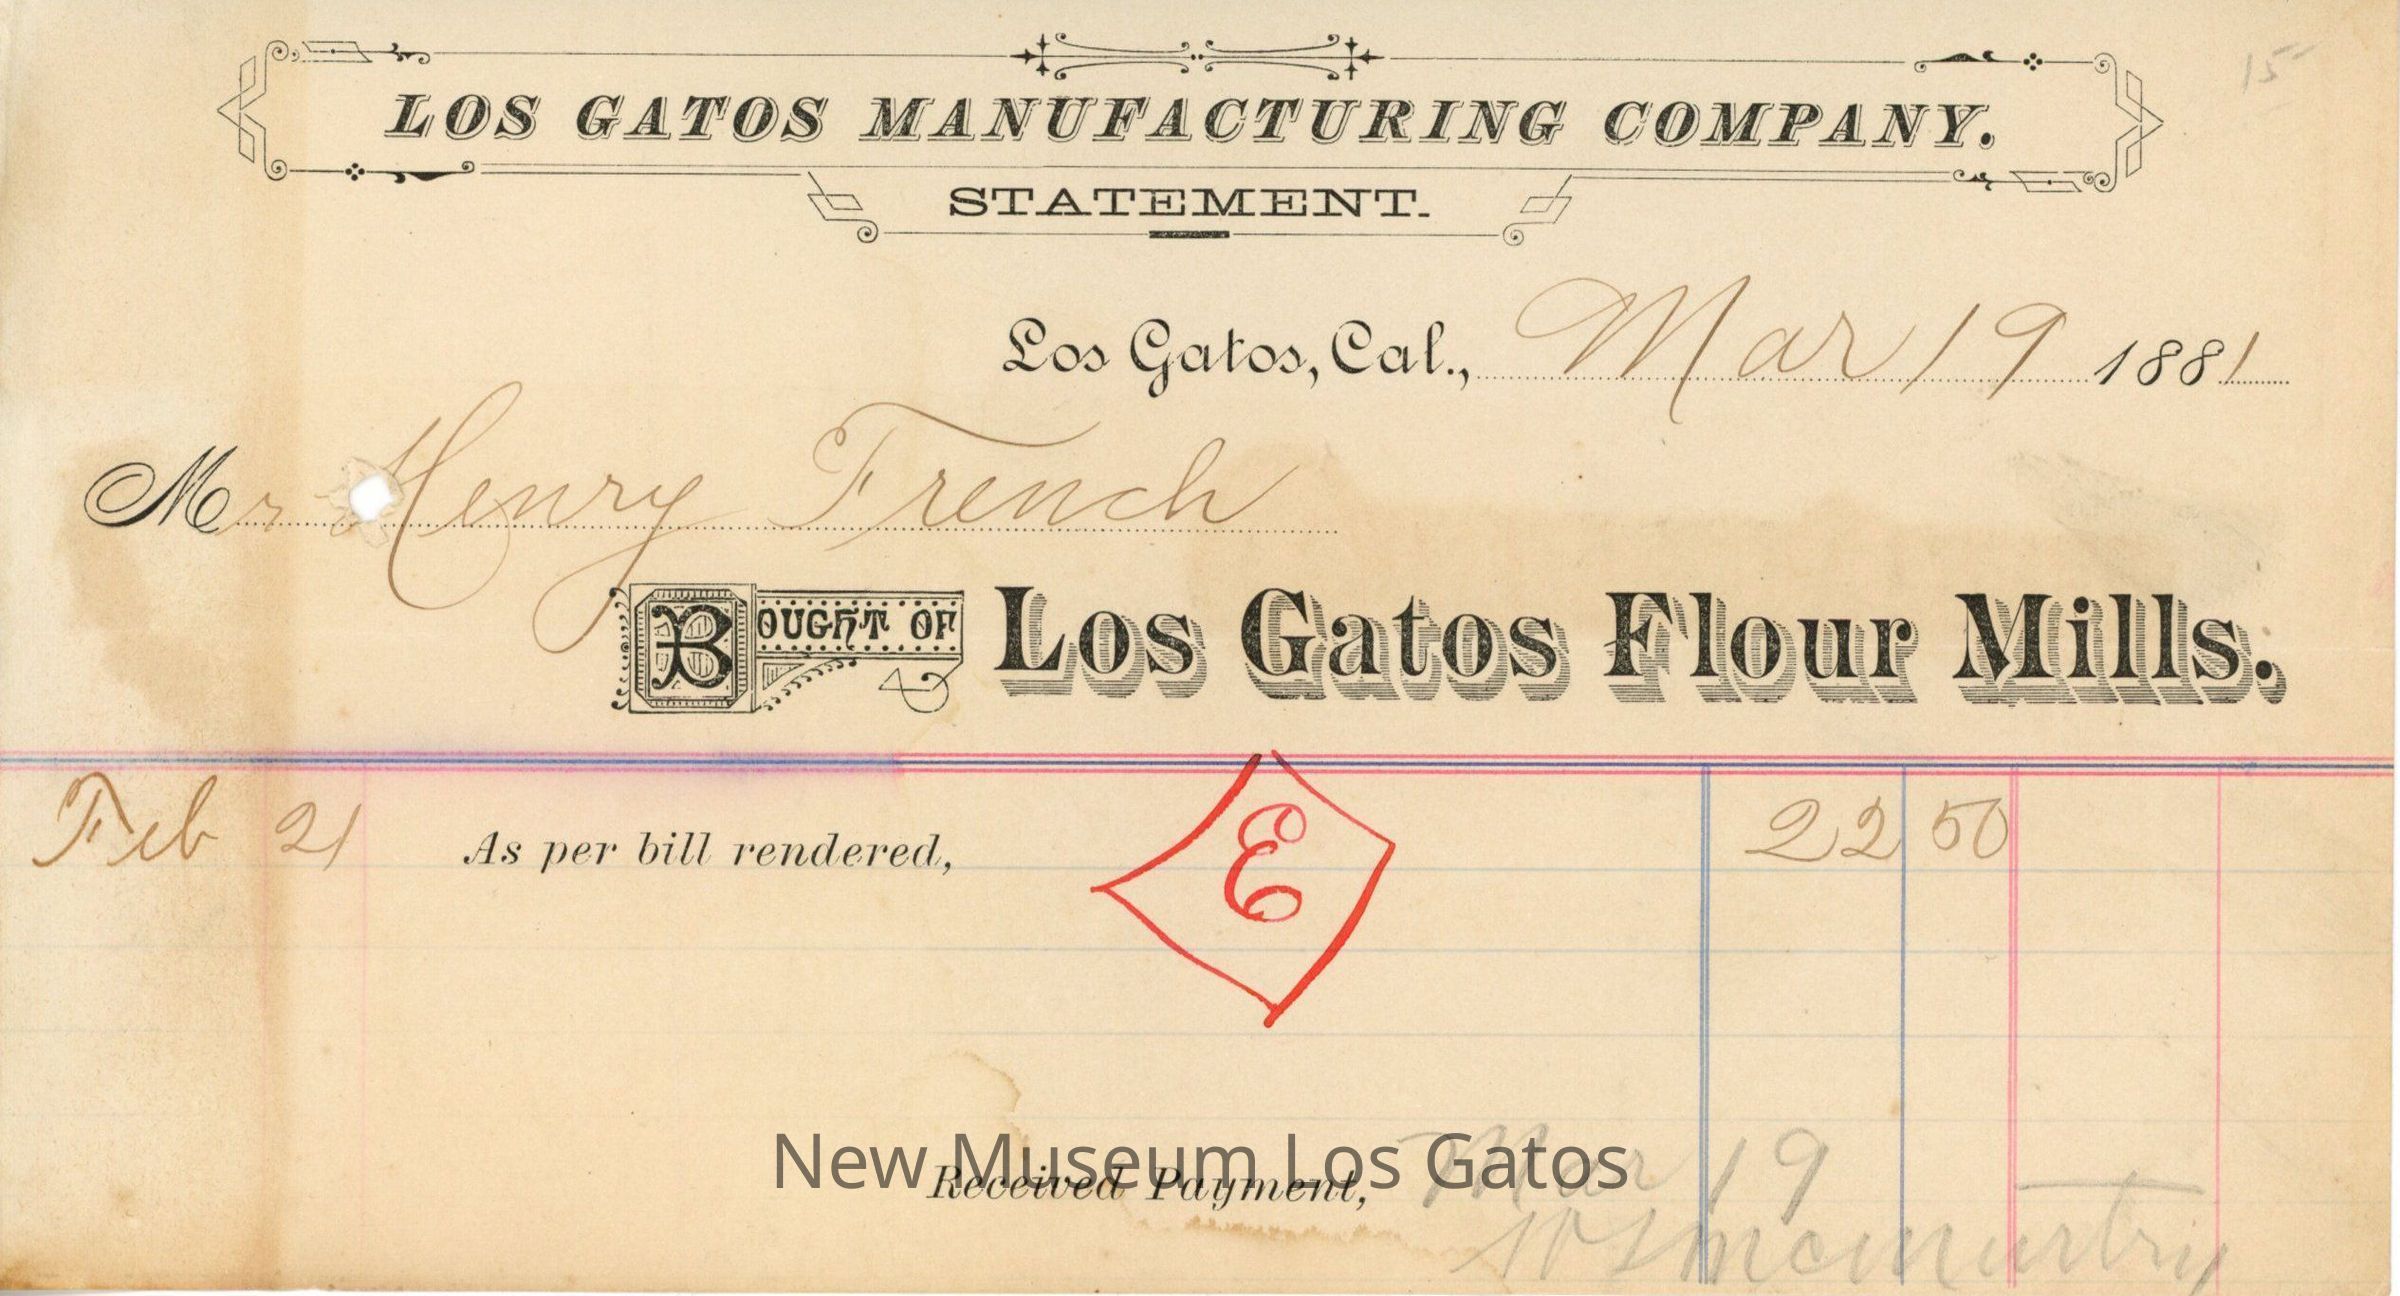 15
LOS GATOS MANUFACTURING COMPANY.
STATEMENT.
Los Gatos, Cal., Mar 19 1881
Mr Henry French
BOUGHT OF Los Gatos Flour Mills.
Feb 21 As per bill rendered, 22 50
E
New Museum Los Gatos
Received Payment, Mar 19
W S McMurtry